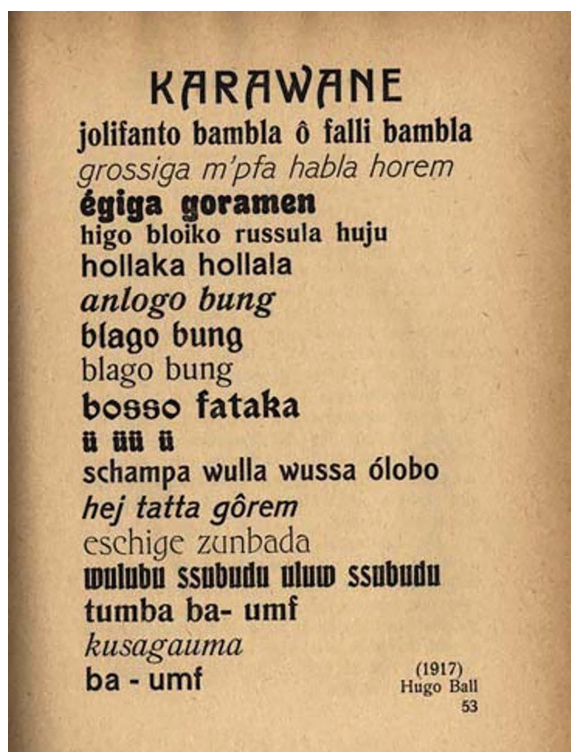 KARAWANE
jolifanto bambla ô falli bambla
grossiga m'pfa habla horem
égiga goramen
higo bloiko russula huju
hollaka hollala
anlogo bung
blago bung
blago bung
bosso fataka
ü üü ü
schampa wulla wussa ólobo
hej tatta gôrem
eschige zunbada
wulubu ssubudu uluw ssubudu
tumba ba- umf
kusagauma
ba - umf
(1917)
Hugo Ball
53